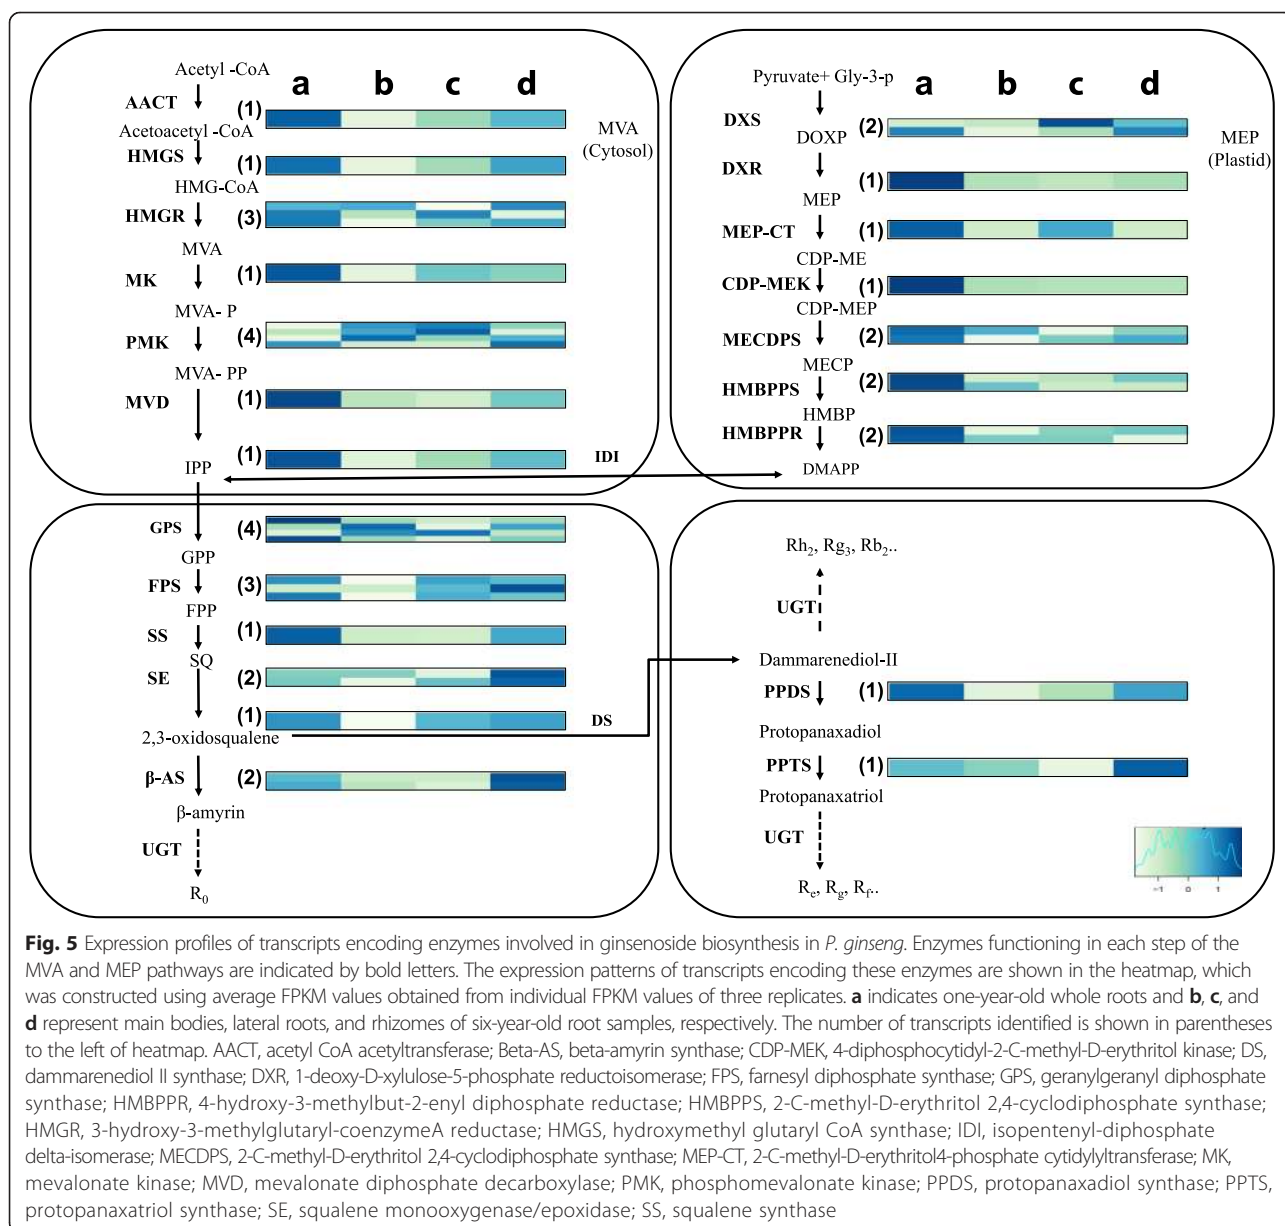 a b c d
Acetyl -CoA
AACT
(1)
Acetoacetyl -CoA
MVA
(Cytosol)
HMGS
(1)
HMG-CoA
HMGR
(3)
MVA
MK
(1)
MVA- P
PMK
(4)
MVA- PP
MVD
(1)
(1)
IDI
IPP
a b c d
Pyruvate+ Gly-3-p
DXS
(2)
DOXP
MEP
(Plastid)
DXR
(1)
MEP
MEP-CT
(1)
CDP-ME
CDP-MEK
(1)
CDP-MEP
MECDPS
(2)
MECP
HMBPPS
(2)
HMBP
HMBPPR
(2)
DMAPP
GPS
(4)
GPP
FPS
(3)
FPP
SS
(1)
SQ
SE
(2)
(1)
DS
2,3-oxidosqualene
β-AS
(2)
β-amyrin
UGT
R0
Rh2, Rg3, Rb2..
UGT
Dammarenediol-II
PPDS
(1)
Protopanaxadiol
PPTS
(1)
Protopanaxatriol
UGT
Re, Rg, Rf..
-1 0 1
Fig. 5 Expression profiles of transcripts encoding enzymes involved in ginsenoside biosynthesis in P. ginseng. Enzymes functioning in each step of the
MVA and MEP pathways are indicated by bold letters. The expression patterns of transcripts encoding these enzymes are shown in the heatmap, which
was constructed using average FPKM values obtained from individual FPKM values of three replicates. a indicates one-year-old whole roots and b, c, and
d represent main bodies, lateral roots, and rhizomes of six-year-old root samples, respectively. The number of transcripts identified is shown in parentheses
to the left of heatmap. AACT, acetyl CoA acetyltransferase; Beta-AS, beta-amyrin synthase; CDP-MEK, 4-diphosphocytidyl-2-C-methyl-D-erythritol kinase; DS,
dammarenediol II synthase; DXR, 1-deoxy-D-xylulose-5-phosphate reductoisomerase; FPS, farnesyl diphosphate synthase; GPS, geranylgeranyl diphosphate
synthase; HMBPPR, 4-hydroxy-3-methylbut-2-enyl diphosphate reductase; HMBPPS, 2-C-methyl-D-erythritol 2,4-cyclodiphosphate synthase;
HMGR, 3-hydroxy-3-methylglutaryl-coenzymeA reductase; HMGS, hydroxymethyl glutaryl CoA synthase; IDI, isopentenyl-diphosphate
delta-isomerase; MECDPS, 2-C-methyl-D-erythritol 2,4-cyclodiphosphate synthase; MEP-CT, 2-C-methyl-D-erythritol4-phosphate cytidylyltransferase; MK,
mevalonate kinase; MVD, mevalonate diphosphate decarboxylase; PMK, phosphomevalonate kinase; PPDS, protopanaxadiol synthase; PPTS,
protopanaxatriol synthase; SE, squalene monooxygenase/epoxidase; SS, squalene synthase